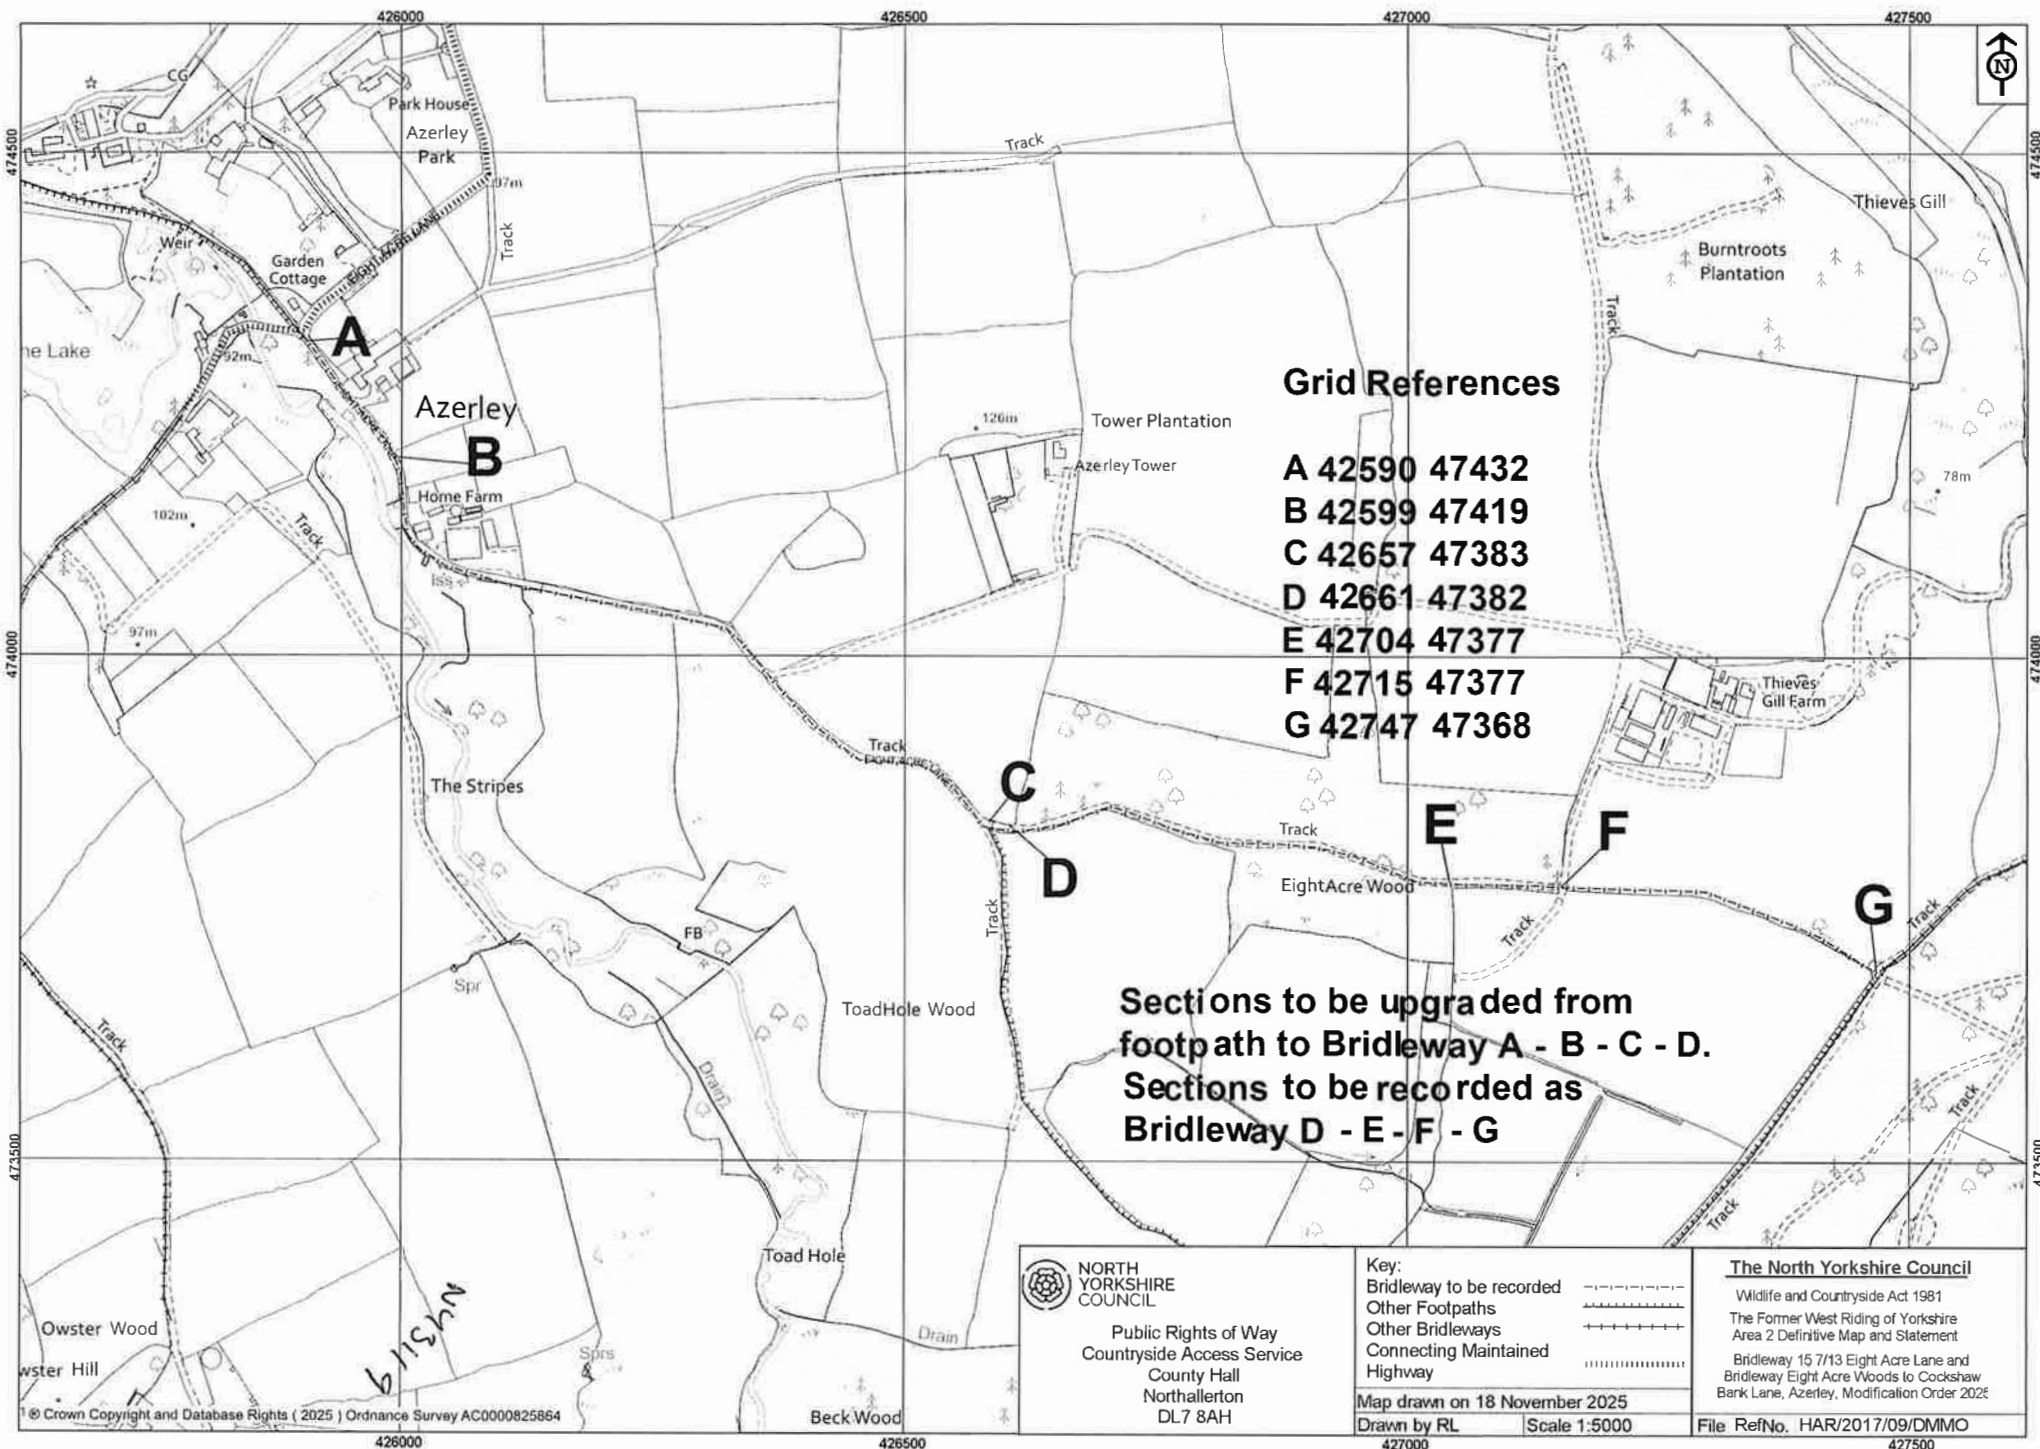 426000
426500
427000
427500
474500
474500
CG
Park House
Azerley
Park
97m
Track
Track
EIGHT ACRE LANE
Weir
Garden
Cottage
Thieves Gill
Burntroots
Plantation
Track
A
92m
ne Lake
EIGHT ACRE LANE
Azerley
B
Home Farm
Iss
102m
Track
97m
126m
Tower Plantation
Azerley Tower
78m
Grid References
A 42590 47432
B 42599 47419
C 42657 47383
D 42661 47382
E 42704 47377
F 42715 47377
G 42747 47368
474000
474000
Thieves
Gill Farm
The Stripes
Track
EIGHT ACRE LANE
C
D
Track
Track
E
F
EightAcre Wood
Track
G
Track
FB
Spr
ToadHole Wood
Track
Drain
Sections to be upgraded from
footpath to Bridleway A - B - C - D.
Sections to be recorded as
Bridleway D - E - F - G
Track
Track
473500
473500
Toad Hole
Drain
Sprs
Beck Wood
Owster Wood
wster Hill
NY31119
© Crown Copyright and Database Rights ( 2025 ) Ordnance Survey AC0000825864
NORTH
YORKSHIRE
COUNCIL
Public Rights of Way
Countryside Access Service
County Hall
Northallerton
DL7 8AH
Key:
Bridleway to be recorded
Other Footpaths
Other Bridleways
Connecting Maintained
Highway
Map drawn on 18 November 2025
Drawn by RL
Scale 1:5000
The North Yorkshire Council
Wildlife and Countryside Act 1981
The Former West Riding of Yorkshire
Area 2 Definitive Map and Statement
Bridleway 15 7/13 Eight Acre Lane and
Bridleway Eight Acre Woods to Cockshaw
Bank Lane, Azerley, Modification Order 2025
File RefNo. HAR/2017/09/DMMO
426000
426500
427000
427500
N